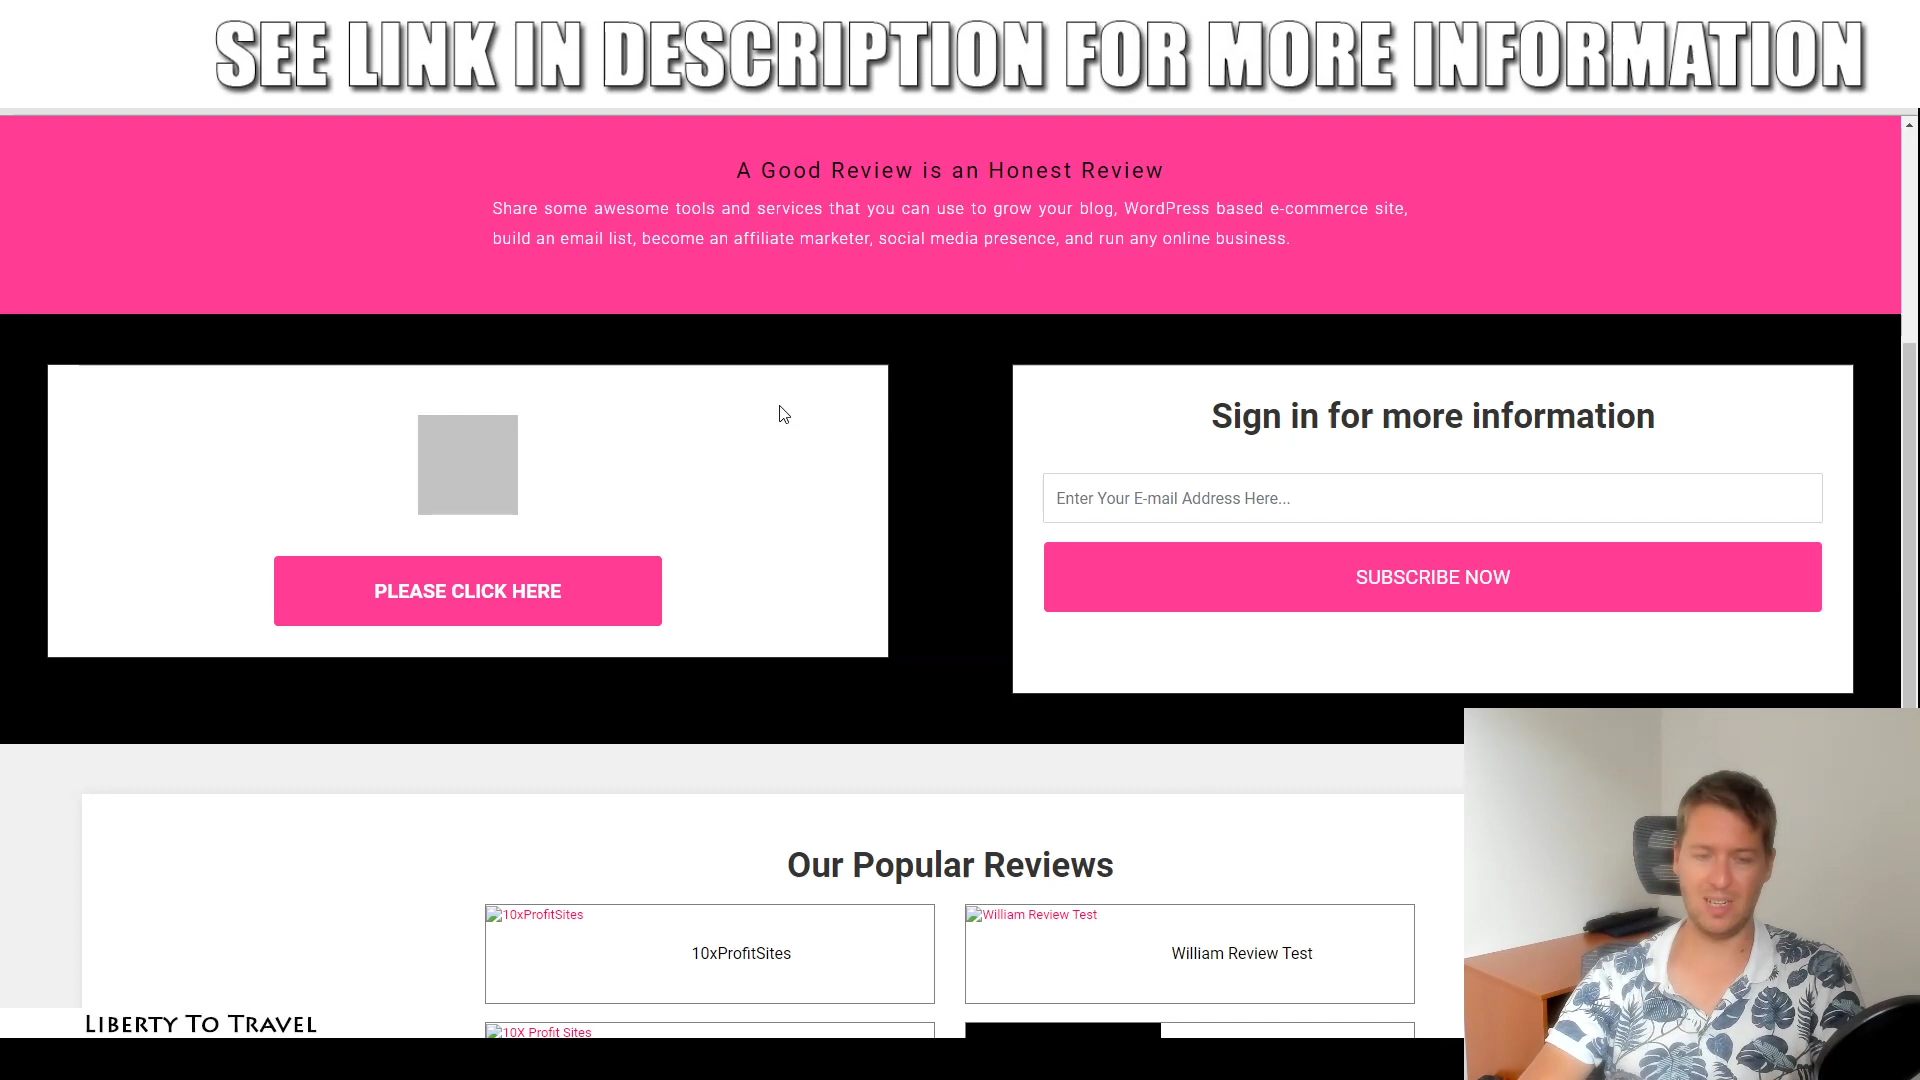 SEE LINK IN DESCRIPTION FOR MORE INFORMATION
A Good Review is an Honest Review
Share some awesome tools and services that you can use to grow your blog, WordPress based e-commerce site,
build an email list, become an affiliate marketer, social media presence, and run any online business.
PLEASE CLICK HERE
Sign in for more information
Enter Your E-mail Address Here...
SUBSCRIBE NOW
Our Popular Reviews
10xProfitSites
10xProfitSites
William Review Test
William Review Test
10X Profit Sites
LIBERTY TO TRAVEL